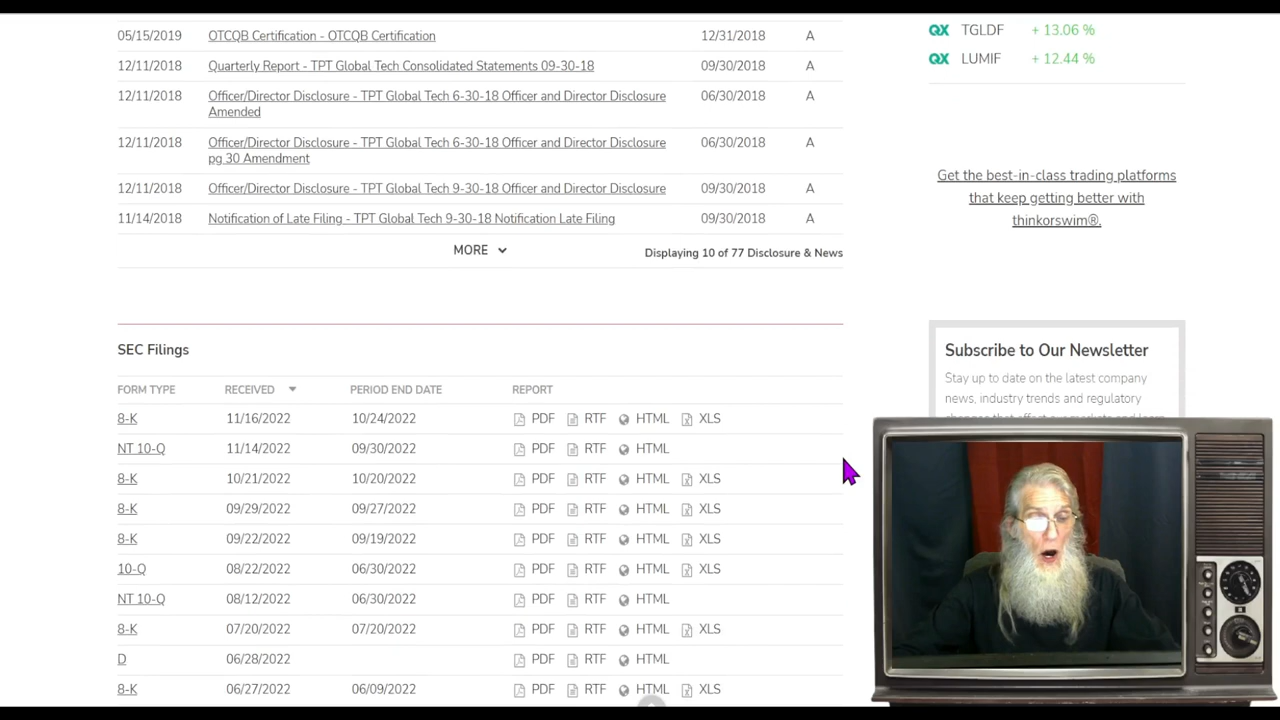 05/15/2019 OTCQB Certification - OTCQB Certification 12/31/2018 A
12/11/2018 Quarterly Report - TPT Global Tech Consolidated Statements 09-30-18 09/30/2018 A
12/11/2018 Officer/Director Disclosure - TPT Global Tech 6-30-18 Officer and Director Disclosure 06/30/2018 A
Amended
12/11/2018 Officer/Director Disclosure - TPT Global Tech 6-30-18 Officer and Director Disclosure 06/30/2018 A
pg 30 Amendment
12/11/2018 Officer/Director Disclosure - TPT Global Tech 9-30-18 Officer and Director Disclosure 09/30/2018 A
11/14/2018 Notification of Late Filing - TPT Global Tech 9-30-18 Notification Late Filing 09/30/2018 A
MORE
Displaying 10 of 77 Disclosure & News
SEC Filings
FORM TYPE RECEIVED PERIOD END DATE REPORT
8-K 11/16/2022 10/24/2022 PDF RTF HTML XLS
NT 10-Q 11/14/2022 09/30/2022 PDF RTF HTML
8-K 10/21/2022 10/20/2022 PDF RTF HTML XLS
8-K 09/29/2022 09/27/2022 PDF RTF HTML XLS
8-K 09/22/2022 09/19/2022 PDF RTF HTML XLS
10-Q 08/22/2022 06/30/2022 PDF RTF HTML XLS
NT 10-Q 08/12/2022 06/30/2022 PDF RTF HTML
8-K 07/20/2022 07/20/2022 PDF RTF HTML XLS
D 06/28/2022 PDF RTF HTML
8-K 06/27/2022 06/09/2022 PDF RTF HTML XLS
QX TGLDF + 13.06 %
QX LUMIF + 12.44 %
Get the best-in-class trading platforms
that keep getting better with
thinkorswim®.
Subscribe to Our Newsletter
Stay up to date on the latest company
news, industry trends and regulatory